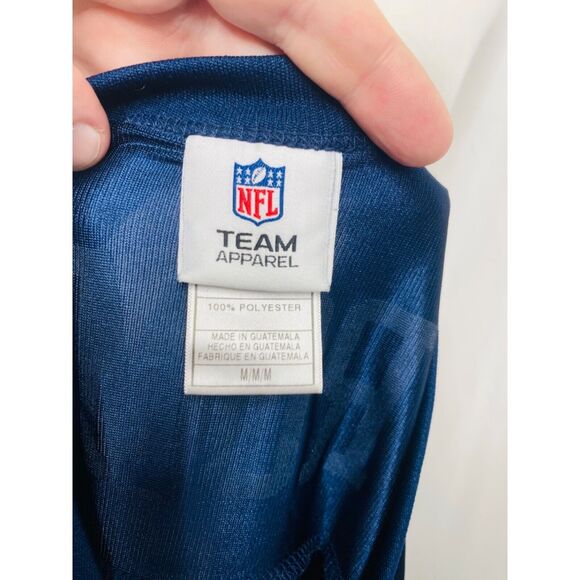 NFL
TEAM
APPAREL
100% POLYESTER
MADE IN GUATEMALA
HECHO EN GUATEMALA
FABRIQUE EN GUATEMALA
M/M/M